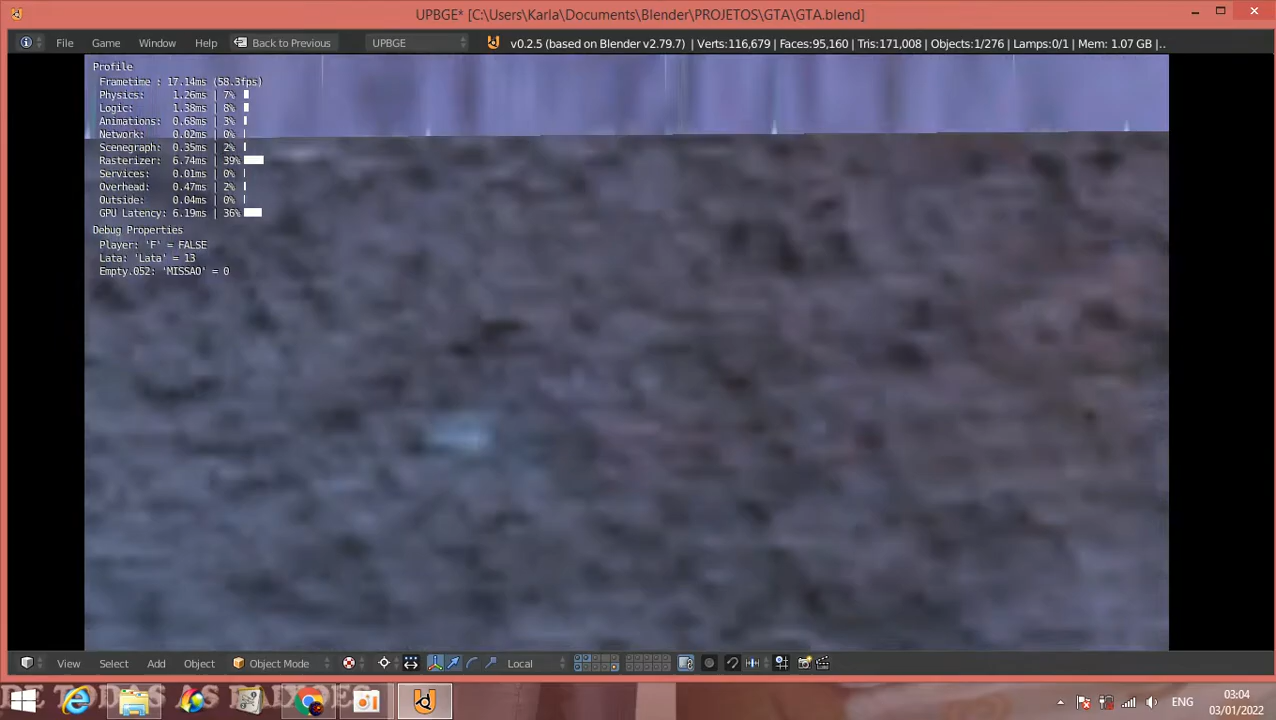 UPBGE* [C:\Users\Karla\Documents\Blender\PROJETOS\GTA\GTA.blend]
File Game Window Help Back to Previous UPBGE v0.2.5 (based on Blender v2.79.7) | Verts:116,679 | Faces:95,160 | Tris:171,008 | Objects:1/276 | Lamps:0/1 | Mem: 1.07 GB |..
Profile
Frametime : 17.14ms (58.3fps)
Physics: 1.26ms | 7%
Logic: 1.38ms | 8%
Animations: 0.68ms | 3%
Network: 0.02ms | 0%
Scenegraph: 0.35ms | 2%
Rasterizer: 6.74ms | 39%
Services: 0.01ms | 0%
Overhead: 0.47ms | 2%
Outside: 0.04ms | 0%
GPU Latency: 6.19ms | 36%
Debug Properties
Player: 'F' = FALSE
Lata: 'Lata' = 13
Empty.052: 'MISSAO' = 0
View Select Add Object Object Mode Local
DE TODAS AS PAIXÕES
ENG
03:04
03/01/2022